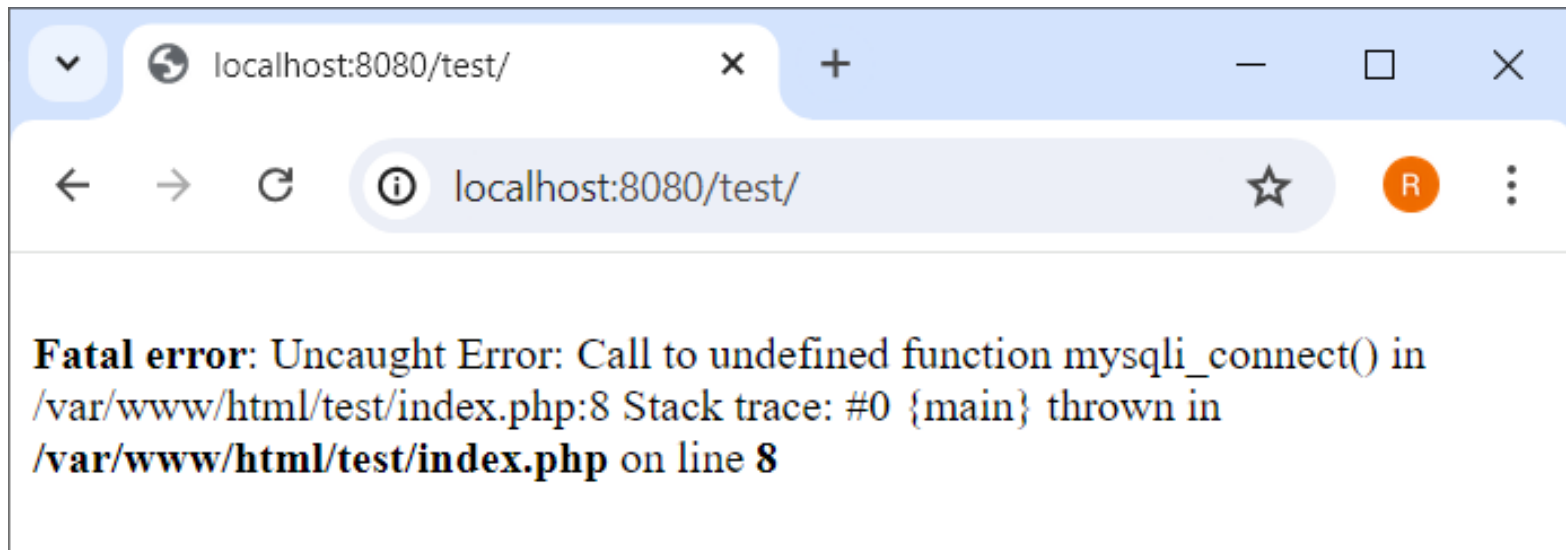 localhost:8080/test/
localhost:8080/test/
R
Fatal error: Uncaught Error: Call to undefined function mysqli_connect() in
/var/www/html/test/index.php:8 Stack trace: #0 {main} thrown in
/var/www/html/test/index.php on line 8